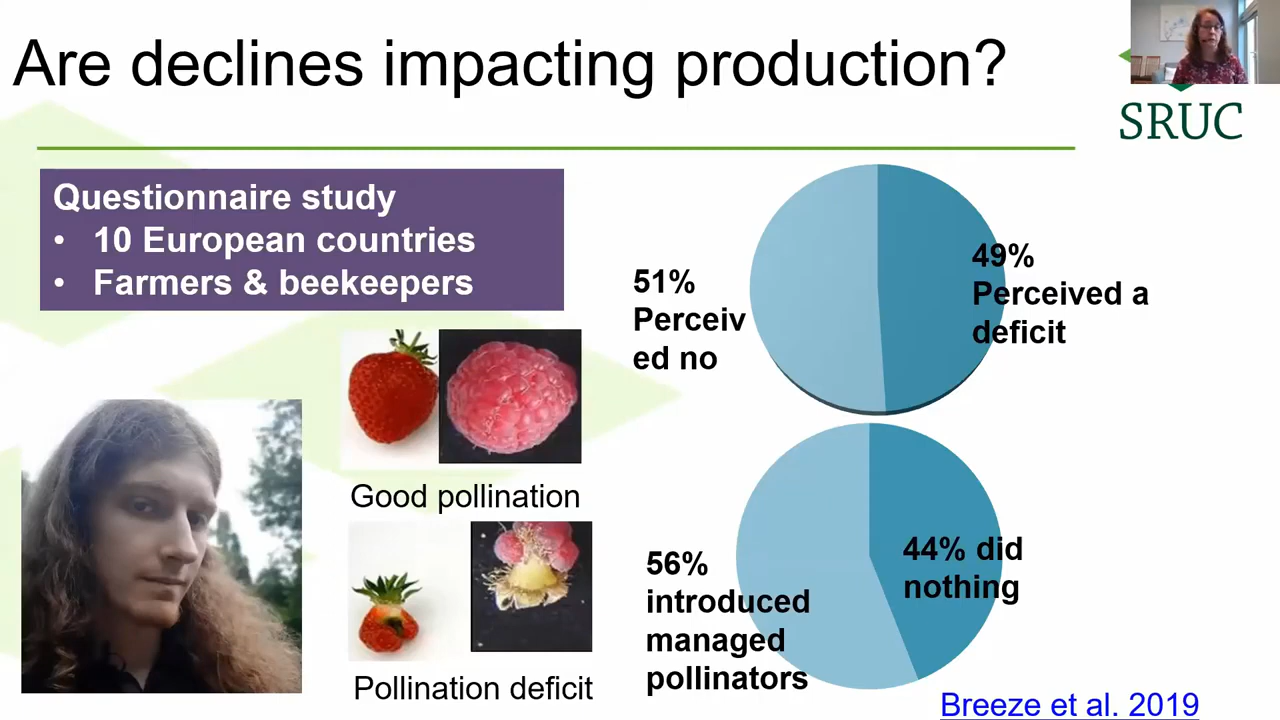 Are declines impacting production?
SRUC
Questionnaire study
• 10 European countries
• Farmers & beekeepers
51%
Perceiv
ed no
49%
Perceived a
deficit
Good pollination
Pollination deficit
56%
introduced
managed
pollinators
44% did
nothing
Breeze et al. 2019